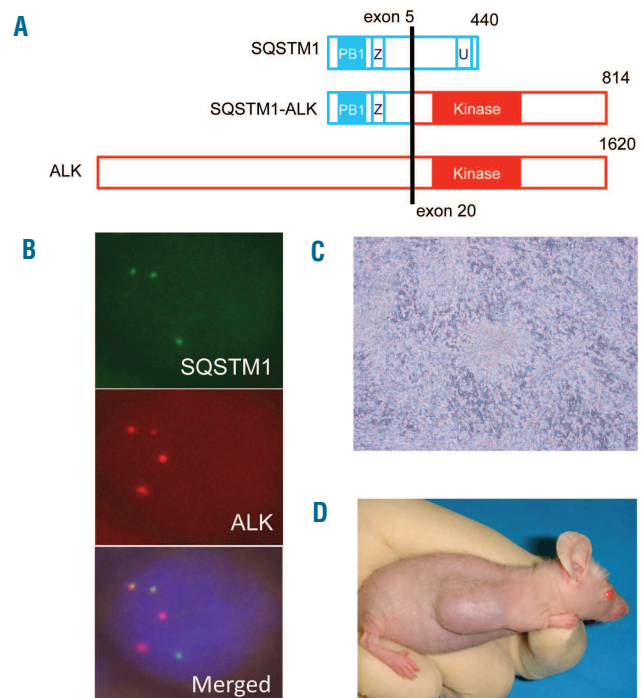 A
exon 5
440
SQSTM1
PB1 Z U
814
SQSTM1-ALK
PB1 Z Kinase
1620
ALK
Kinase
exon 20
B
SQSTM1
ALK
Merged
C
D